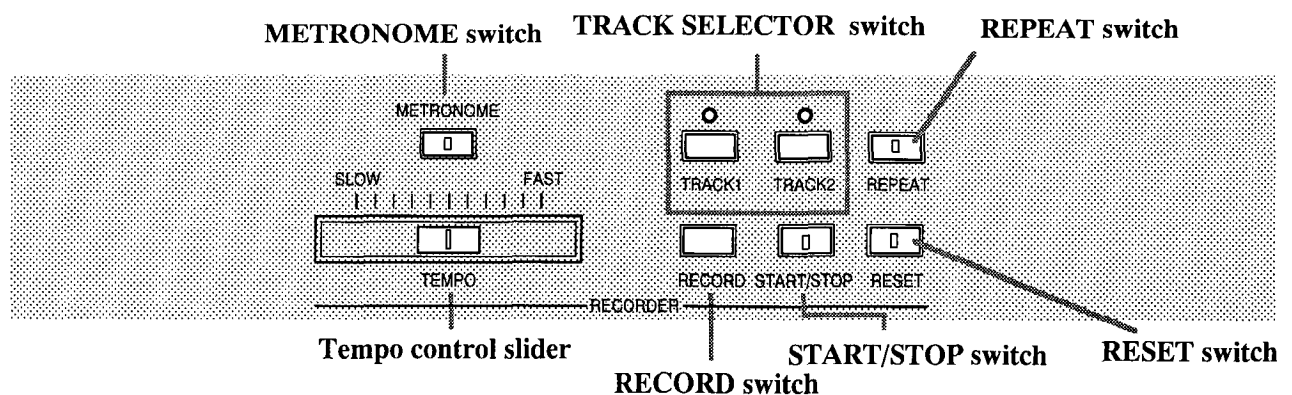 METRONOME switch
TRACK SELECTOR switch
REPEAT switch
METRONOME
SLOW FAST
TEMPO
TRACK1 TRACK2 REPEAT
RECORD START/STOP RESET
RECORDER
Tempo control slider
RECORD switch
START/STOP switch
RESET switch